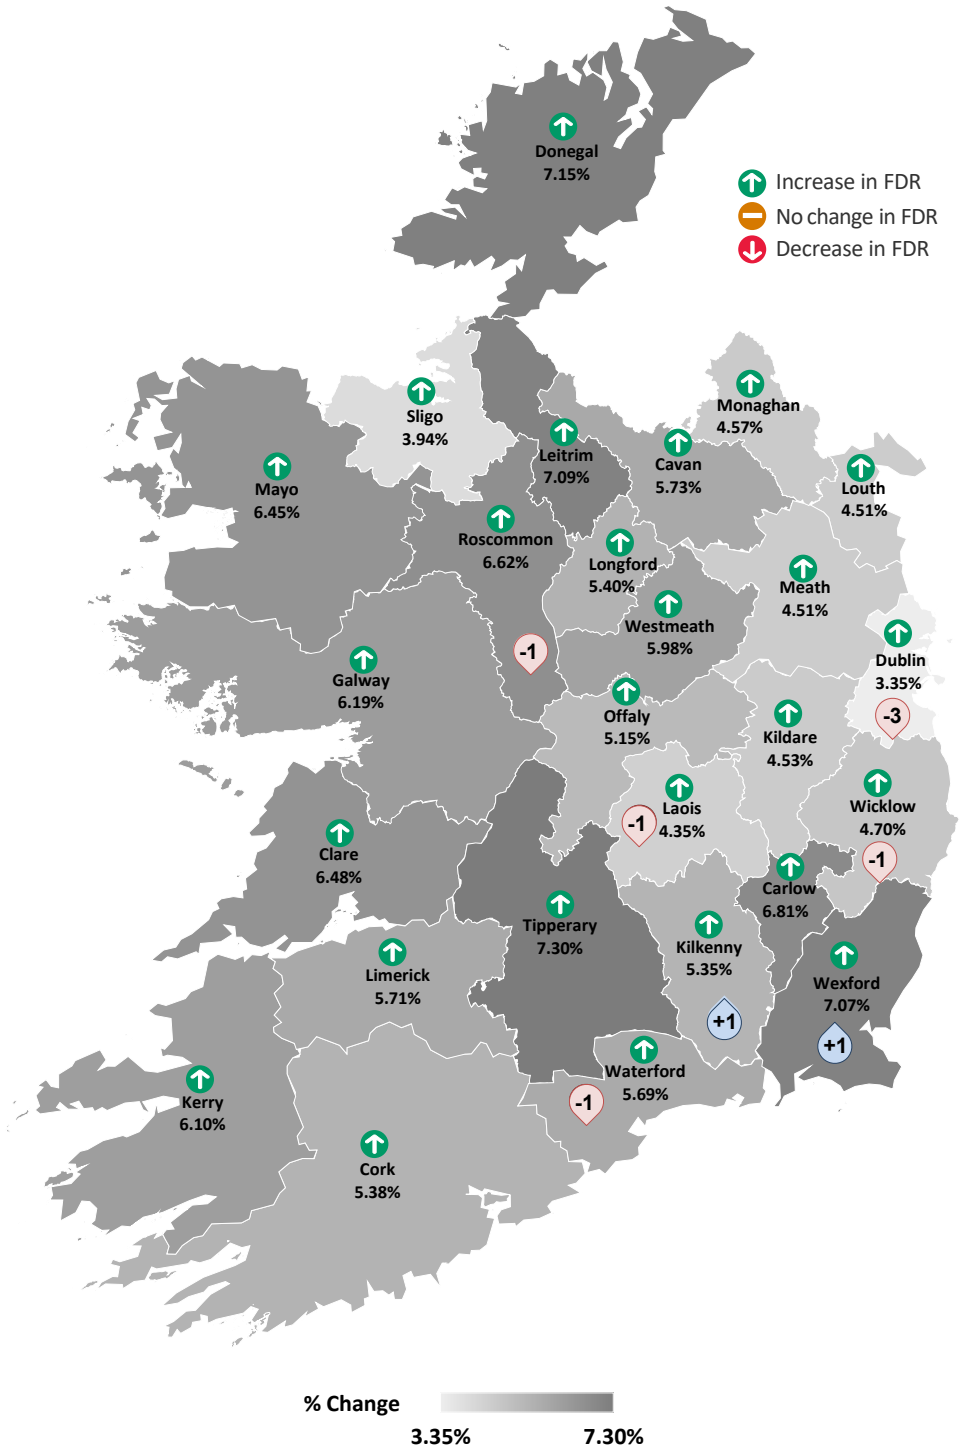 Donegal
7.15%
Increase in FDR
No change in FDR
Decrease in FDR
Sligo
3.94%
Monaghan
4.57%
Leitrim
7.09%
Cavan
5.73%
Louth
4.51%
Mayo
6.45%
Roscommon
6.62%
Longford
5.40%
Meath
4.51%
Westmeath
5.98%
-1
Dublin
3.35%
-3
Galway
6.19%
Offaly
5.15%
Kildare
4.53%
Laois
4.35%
-1
Wicklow
4.70%
-1
Clare
6.48%
Carlow
6.81%
Tipperary
7.30%
Kilkenny
5.35%
+1
Limerick
5.71%
Wexford
7.07%
+1
Waterford
5.69%
-1
Kerry
6.10%
Cork
5.38%
% Change
3.35%
7.30%